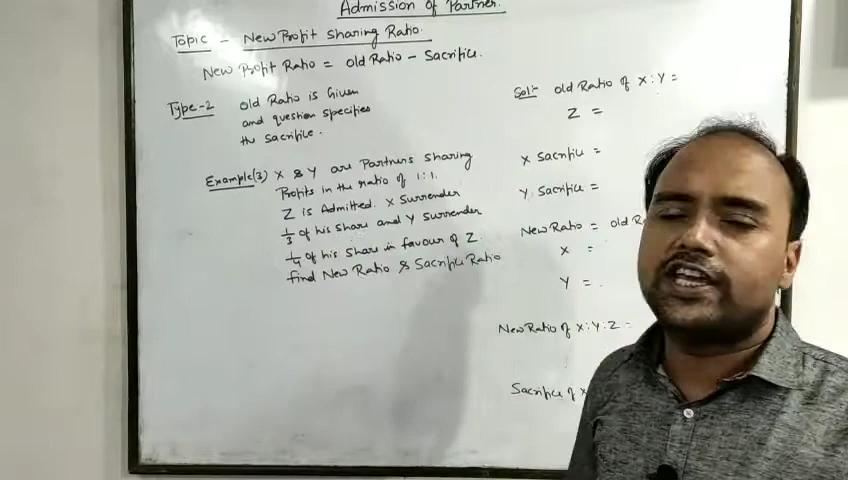 Admission of Partner.
Topic - New Profit Sharing Ratio.
New Profit Ratio = old Ratio - Sacrifice.
Type-2 old Ratio is Given
and question specifies
the sacrifice.
Example(3) X & Y are Partners sharing
Profits in the ratio of 1:1.
Z is Admitted. X Surrender
1/3 of his share and Y surrender
1/4 of his share in favour of Z.
find New Ratio & Sacrifice Ratio
Sol:- old Ratio of X:Y =
Z =
X Sacrifice =
Y Sacrifice =
New Ratio = old
X =
Y =
New Ratio of X:Y:Z =
Sacrifice of